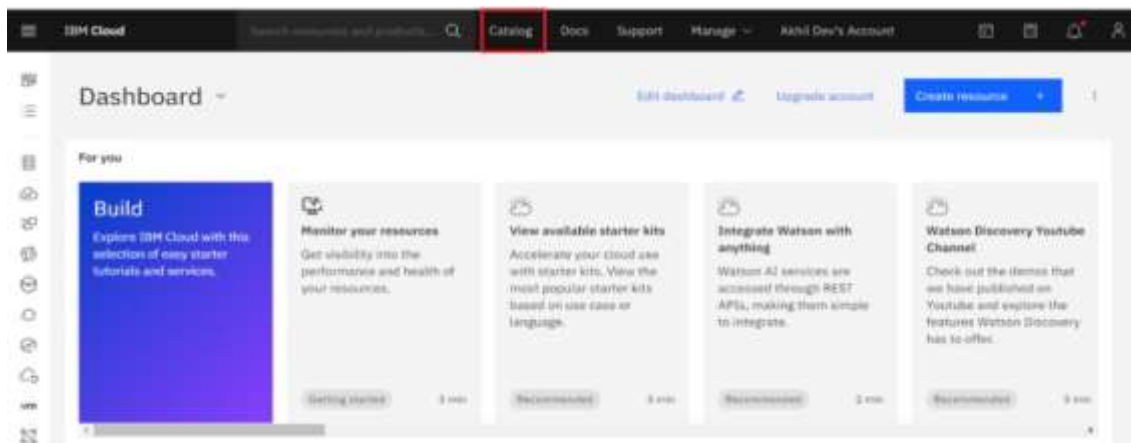 IBM Cloud
Search resources and products...
Catalog
Docs
Support
Manage
Akhil Dev's Account
Dashboard
Edit dashboard
Upgrade account
Create resource +
For you
Build
Explore IBM Cloud with this
selection of easy starter
tutorials and services.
Monitor your resources
Get visibility into the
performance and health of
your resources.
Getting started
3 min
View available starter kits
Accelerate your cloud use
with starter kits. View the
most popular starter kits
based on use case or
language.
Recommended
Integrate Watson with
anything
Watson AI services are
accessed through REST
APIs, making them simple
to integrate.
Recommended
2 min
Watson Discovery Youtube
Channel
Check out the demos that
we have published on
Youtube and explore the
features Watson Discovery
has to offer.
Recommended
vm